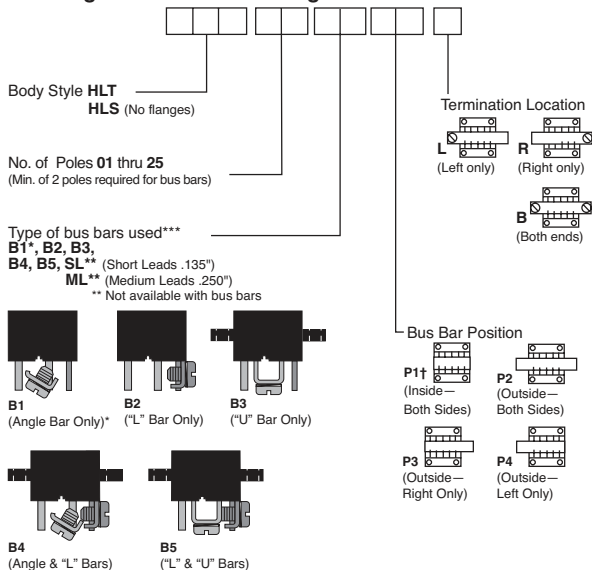 Body Style HLT
HLS (No flanges)
No. of Poles 01 thru 25
(Min. of 2 poles required for bus bars)
Type of bus bars used***
B1*, B2, B3,
B4, B5, SL** (Short Leads .135")
ML** (Medium Leads .250")
** Not available with bus bars
B1
(Angle Bar Only)*
B2
("L" Bar Only)
B3
("U" Bar Only)
B4
(Angle & "L" Bars)
B5
("L" & "U" Bars)
Termination Location
L
(Left only)
R
(Right only)
B
(Both ends)
Bus Bar Position
P1†
(Inside—
Both Sides)
P2
(Outside—
Both Sides)
P3
(Outside—
Right Only)
P4
(Outside—
Left Only)